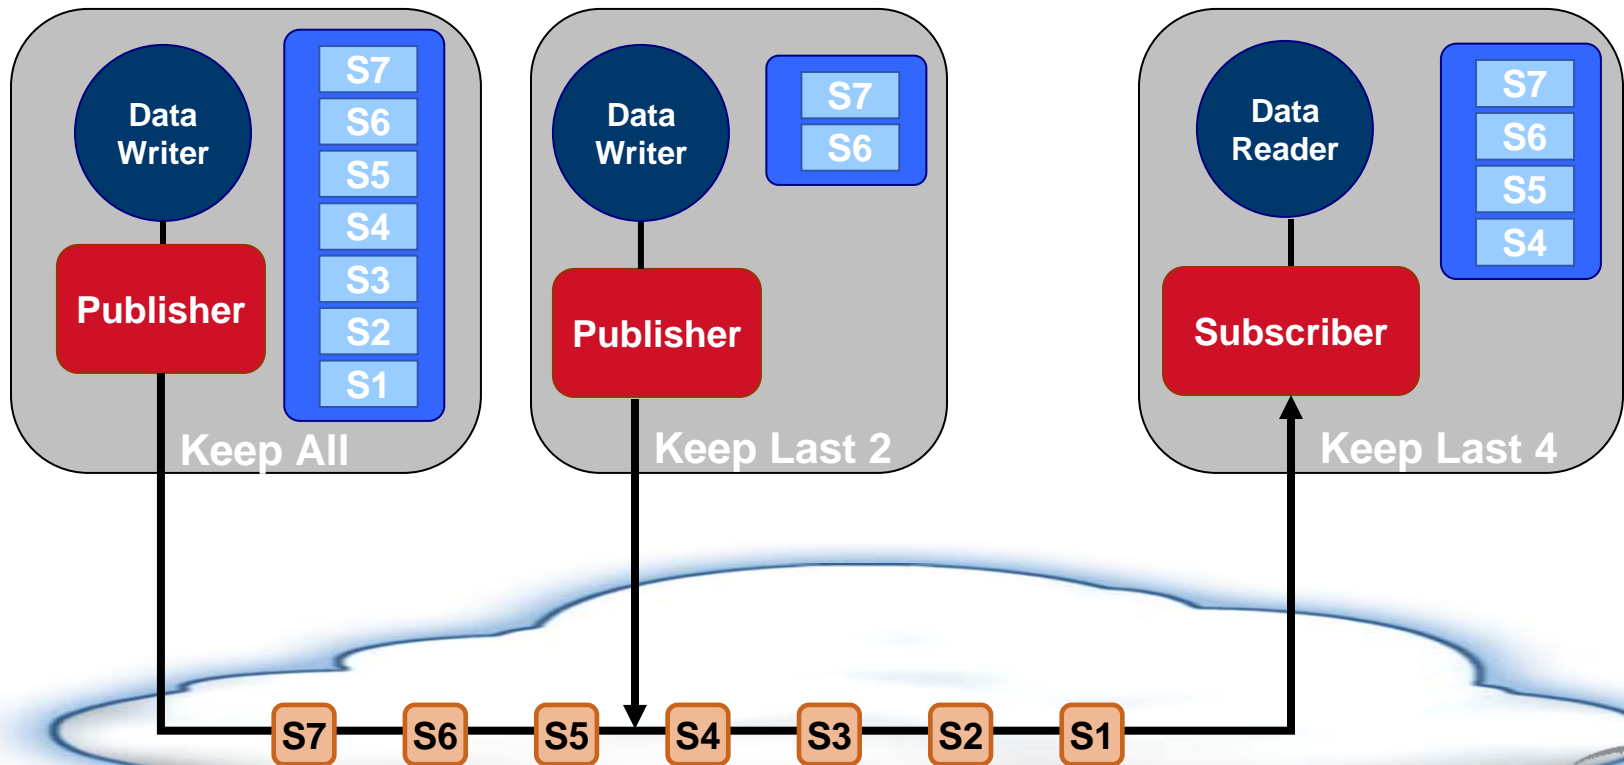 Data
Writer
Publisher
S7
S6
S5
S4
S3
S2
S1
Keep All
Data
Writer
Publisher
S7
S6
Keep Last 2
Data
Reader
Subscriber
S7
S6
S5
S4
Keep Last 4
S7 S6 S5 S4 S3 S2 S1